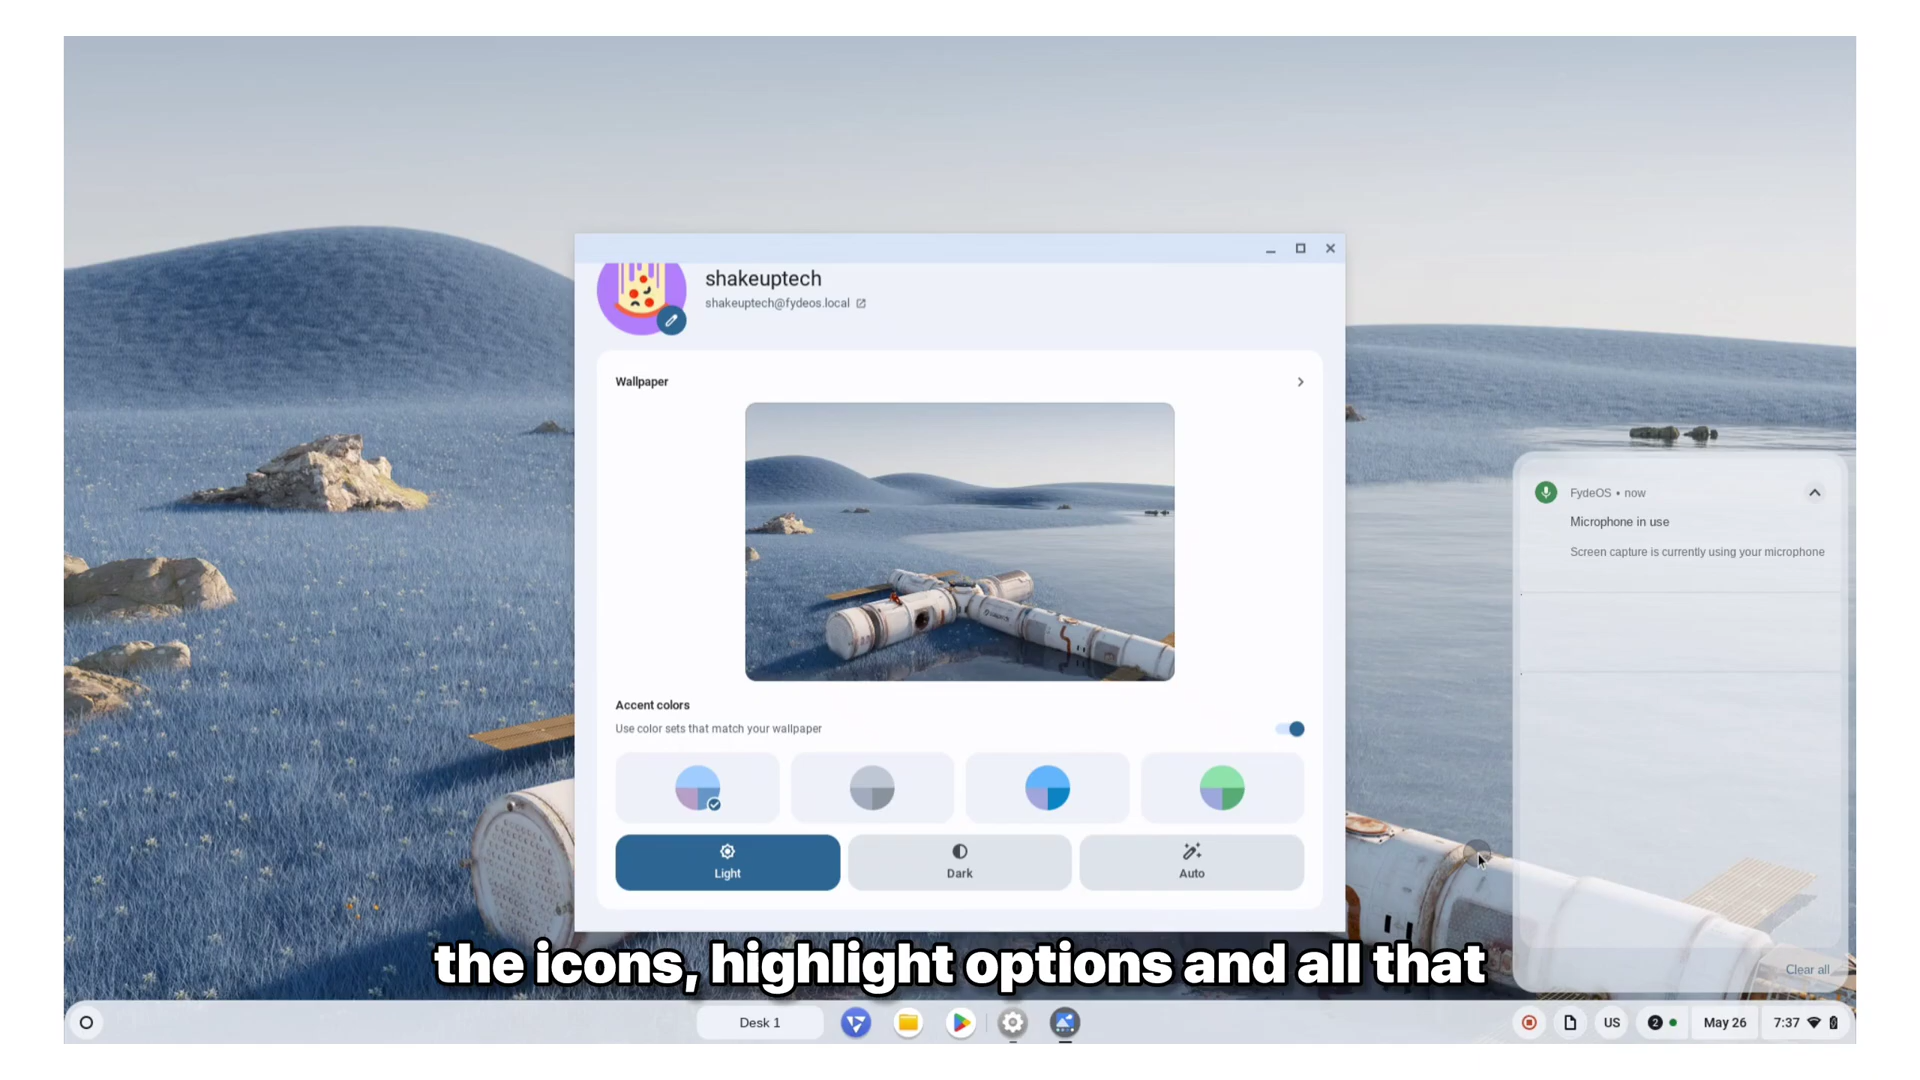 shakeuptech
shakeuptech@fydeos.local
Wallpaper
Accent colors
Use color sets that match your wallpaper
Light
Dark
Auto
FydeOS • now
Microphone in use
Screen capture is currently using your microphone
Clear all
the icons, highlight options and all that
Desk 1
US
2
May 26
7:37